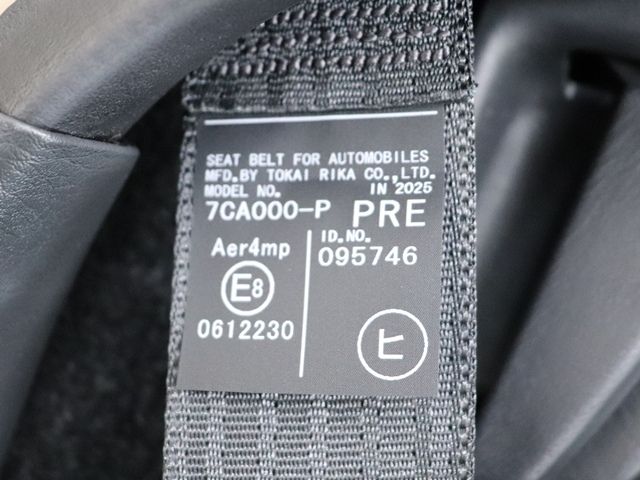 SEAT BELT FOR AUTOMOBILES
MFD.BY TOKAI RIKA CO.,LTD.
MODEL NO. IN 2025
7CA000-P PRE
Aer4mp
E8
0612230
ID.NO.
095746
ヒ